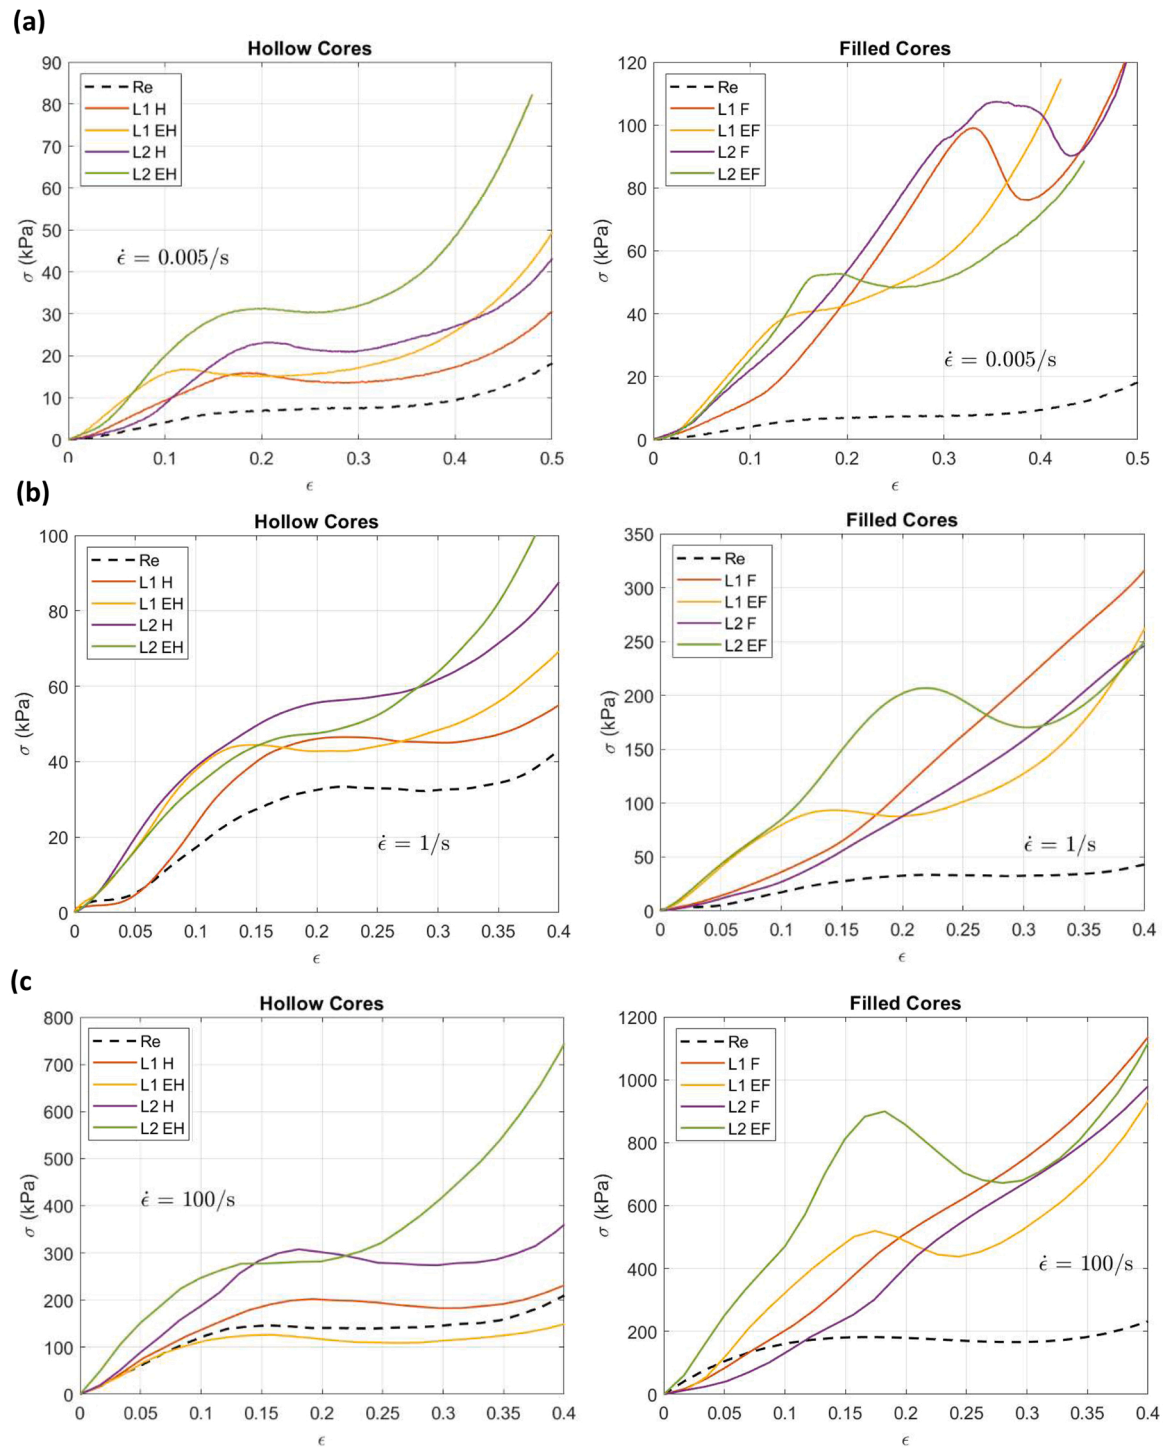 (a)
Hollow Cores
90
80
70
60
50
40
30
20
10
0
Re
L1 H
L1 EH
L2 H
L2 EH
ϵ̇ = 0.005/s
σ (kPa)
0 0.1 0.2 0.3 0.4 0.5
ϵ
Filled Cores
120
100
80
60
40
20
0
Re
L1 F
L1 EF
L2 F
L2 EF
ϵ̇ = 0.005/s
σ (kPa)
0 0.1 0.2 0.3 0.4 0.5
ϵ
(b)
Hollow Cores
100
80
60
40
20
0
Re
L1 H
L1 EH
L2 H
L2 EH
ϵ̇ = 1/s
σ (kPa)
0 0.05 0.1 0.15 0.2 0.25 0.3 0.35 0.4
ϵ
Filled Cores
350
300
250
200
150
100
50
0
Re
L1 F
L1 EF
L2 F
L2 EF
ϵ̇ = 1/s
σ (kPa)
0 0.05 0.1 0.15 0.2 0.25 0.3 0.35 0.4
ϵ
(c
Hollow Cores
800
700
600
500
400
300
200
100
0
Re
L1 H
L1 EH
L2 H
L2 EH
ϵ̇ = 100/s
σ (kPa)
0 0.05 0.1 0.15 0.2 0.25 0.3 0.35 0.4
ϵ
Filled Cores
1200
1000
800
600
400
200
0
Re
L1 F
L1 EF
L2 F
L2 EF
ϵ̇ = 100/s
σ (kPa)
0 0.05 0.1 0.15 0.2 0.25 0.3 0.35 0.4
ϵ